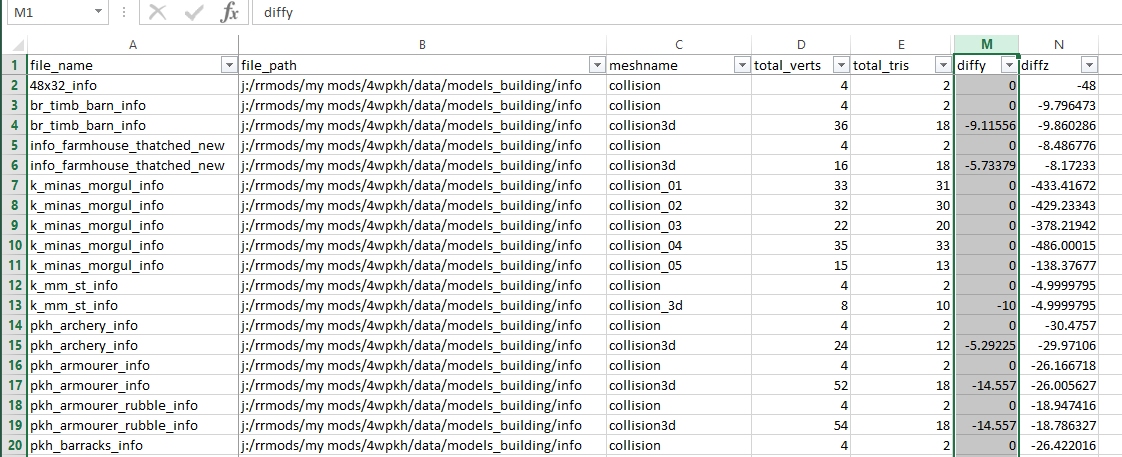 M1 fx diffy
A B C D E M N
1 file_name file_path meshname total_verts total_tris diffy diffz
2 48x32_info j:/rrmods/my mods/4wpkh/data/models_building/info collision 4 2 0 -48
3 br_timb_barn_info j:/rrmods/my mods/4wpkh/data/models_building/info collision 4 2 0 -9.796473
4 br_timb_barn_info j:/rrmods/my mods/4wpkh/data/models_building/info collision3d 36 18 -9.11556 -9.860286
5 info_farmhouse_thatched_new j:/rrmods/my mods/4wpkh/data/models_building/info collision 4 2 0 -8.486776
6 info_farmhouse_thatched_new j:/rrmods/my mods/4wpkh/data/models_building/info collision3d 16 18 -5.73379 -8.17233
7 k_minas_morgul_info j:/rrmods/my mods/4wpkh/data/models_building/info collision_01 33 31 0 -433.41672
8 k_minas_morgul_info j:/rrmods/my mods/4wpkh/data/models_building/info collision_02 32 30 0 -429.23343
9 k_minas_morgul_info j:/rrmods/my mods/4wpkh/data/models_building/info collision_03 22 20 0 -378.21942
10 k_minas_morgul_info j:/rrmods/my mods/4wpkh/data/models_building/info collision_04 35 33 0 -486.00015
11 k_minas_morgul_info j:/rrmods/my mods/4wpkh/data/models_building/info collision_05 15 13 0 -138.37677
12 k_mm_st_info j:/rrmods/my mods/4wpkh/data/models_building/info collision 4 2 0 -4.9999795
13 k_mm_st_info j:/rrmods/my mods/4wpkh/data/models_building/info collision_3d 8 10 -10 -4.9999795
14 pkh_archery_info j:/rrmods/my mods/4wpkh/data/models_building/info collision 4 2 0 -30.4757
15 pkh_archery_info j:/rrmods/my mods/4wpkh/data/models_building/info collision3d 24 12 -5.29225 -29.97106
16 pkh_armourer_info j:/rrmods/my mods/4wpkh/data/models_building/info collision 4 2 0 -26.166718
17 pkh_armourer_info j:/rrmods/my mods/4wpkh/data/models_building/info collision3d 52 18 -14.557 -26.005627
18 pkh_armourer_rubble_info j:/rrmods/my mods/4wpkh/data/models_building/info collision 4 2 0 -18.947416
19 pkh_armourer_rubble_info j:/rrmods/my mods/4wpkh/data/models_building/info collision3d 54 18 -14.557 -18.786327
20 pkh_barracks_info j:/rrmods/my mods/4wpkh/data/models_building/info collision 4 2 0 -26.422016